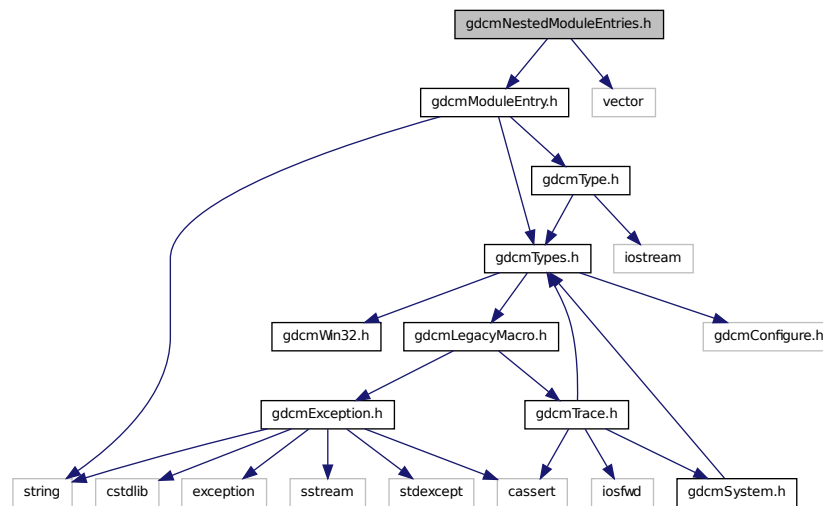 gdcmNestedModuleEntries.h
gdcmModuleEntry.h
vector
gdcmType.h
gdcmTypes.h
iostream
gdcmWin32.h
gdcmLegacyMacro.h
gdcmConfigure.h
gdcmException.h
gdcmTrace.h
string
cstdlib
exception
sstream
stdexcept
cassert
iosfwd
gdcmSystem.h